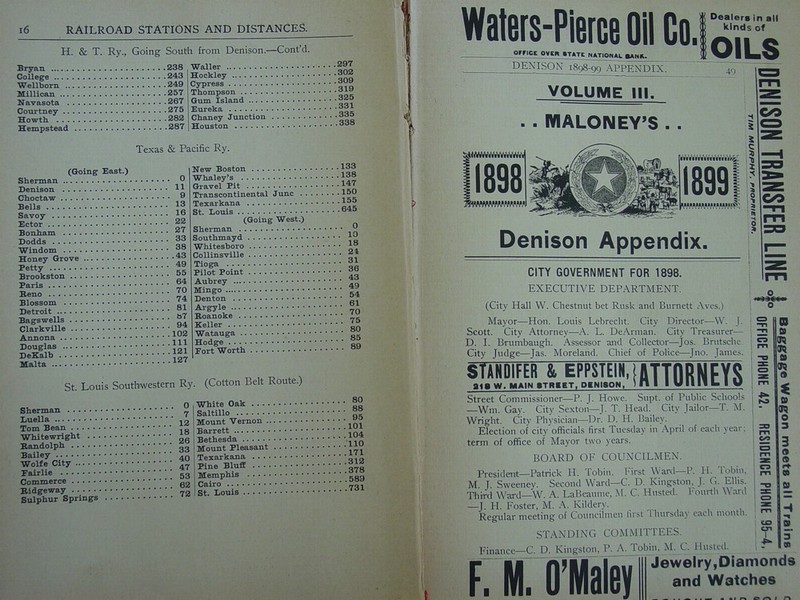 16 RAILROAD STATIONS AND DISTANCES.
H. & T. Ry., Going South from Denison.—Cont'd.
Bryan 238
College 243
Wellborn 249
Millican 257
Navasota 267
Courtney 275
Howth 282
Hempstead 287
Waller 297
Hockley 302
Cypress 309
Thompson 319
Gum Island 325
Eureka 331
Chaney Junction 335
Houston 338
Texas & Pacific Ry.
(Going East.)
Sherman 0
Denison 11
Choctaw 9
Bells 13
Savoy 16
Ector 22
Bonham 27
Dodds 33
Windom 38
Honey Grove 43
Petty 49
Brookston 55
Paris 64
Reno 70
Blossom 74
Detroit 81
Bagswells 87
Clarkville 94
Annona 102
Douglas 111
DeKalb 121
Malta 127
New Boston 133
Whaley's 138
Gravel Pit 147
Transcontental Junc 150
Texarkana 155
St. Louis 645
(Going West.)
Sherman 0
Southmayd 10
Whitesboro 18
Collinsville 24
Tioga 31
Pilot Point 36
Aubrey 43
Mingo 49
Denton 54
Argyle 61
Roanoke 70
Keller 75
Watauga 80
Hodge 85
Fort Worth 89
St. Louis Southwestern Ry. (Cotton Belt Route.)
Sherman 0
Luella 7
Tom Bean 12
Whitewright 18
Randolph 26
Bailey 33
Wolfe City 40
Fairlie 47
Commerce 53
Ridgeway 62
Sulphur Springs 72
White Oak 80
Saltillo 88
Mount Vernon 95
Barrett 101
Bethesda 104
Mount Pleasant 110
Texarkana 171
Pine Bluff 312
Memphis 378
Cairo 589
St. Louis 731
Waters-Pierce Oil Co.
OFFICE OVER STATE NATIONAL BANK.
Dealers in all
kinds of
OILS
DENISON 1898-99 APPENDIX. 49
VOLUME III.
. . MALONEY'S . .
1898 1899
Denison Appendix.
CITY GOVERNMENT FOR 1898.
EXECUTIVE DEPARTMENT.
(City Hall W. Chestnut bet Rusk and Burnett Aves.)
Mayor—Hon. Louis Lebrecht. City Director—W. J.
Scott. City Attorney—A. L. DeArman. City Treasurer—
D. I. Brumbaugh. Assessor and Collector—Jos. Brutsche.
City Judge—Jas. Moreland. Chief of Police—Jno. James.
STANDIFER & EPPSTEIN,
218 W. MAIN STREET, DENISON,
ATTORNEYS
Street Commissioner—P. J. Howe. Supt. of Public Schools
—Wm. Gay. City Sexton—J. T. Head. City Jailor—T. M.
Wright. City Physician—Dr. D. H. Bailey.
Election of city officials first Tuesday in April of each year;
term of office of Mayor two years.
BOARD OF COUNCILMEN.
President—Patrick H. Tobin. First Ward—P. H. Tobin,
M. J. Sweeney. Second Ward—C. D. Kingston, J. G. Ellis.
Third Ward—W. A. LaBeaume, M. C. Husted. Fourth Ward
—J. H. Foster, M. A. Kildery.
Regular meeting of Councilmen first Thursday each month.
STANDING COMMITTEES.
Finance—C. D. Kingston, P. A. Tobin, M. C. Husted.
F. M. O'Maley
Jewelry, Diamonds
and Watches
DENISON TRANSFER LINE
TIM MURPHY, PROPRIETOR.
Baggage Wagon meets all Trains
OFFICE PHONE 42. RESIDENCE PHONE 95-4.